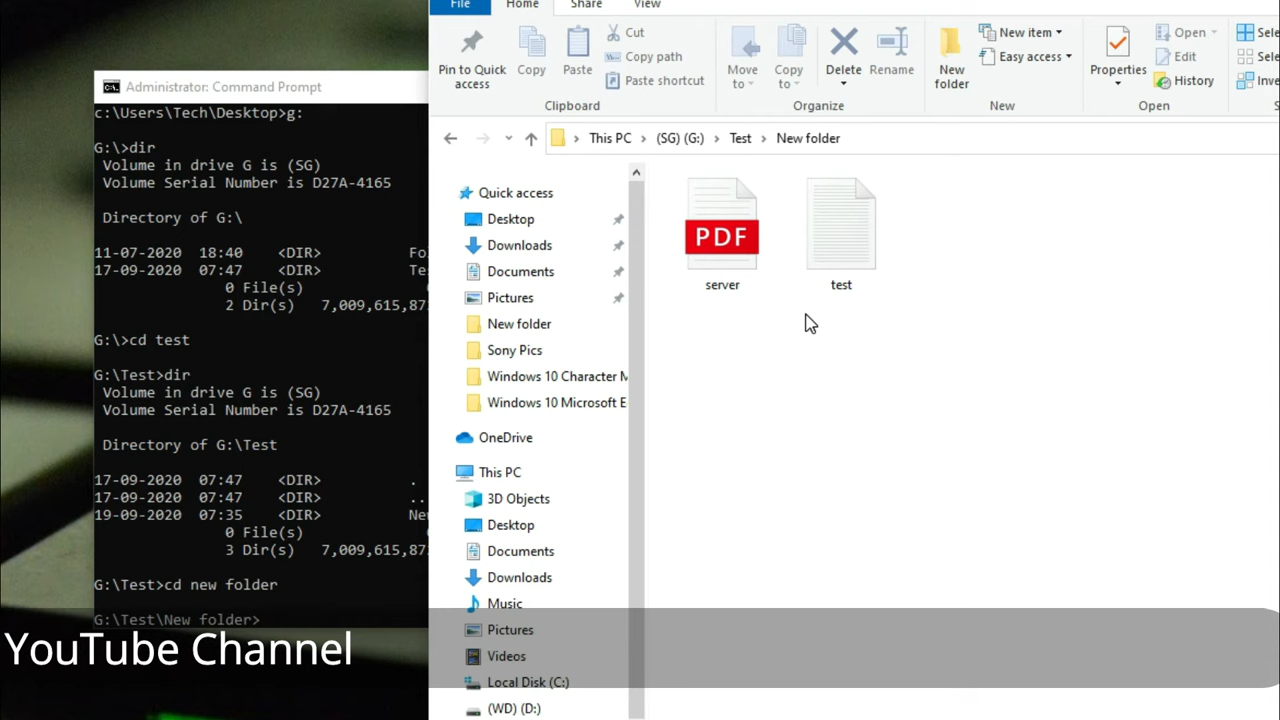 Administrator: Command Prompt
c:\Users\Tech\Desktop>g:
G:\>dir
Volume in drive G is (SG)
Volume Serial Number is D27A-4165
Directory of G:\
11-07-2020 18:40 <DIR> Fo
17-09-2020 07:47 <DIR> Te
0 File(s)
2 Dir(s) 7,009,615,87
G:\>cd test
G:\Test>dir
Volume in drive G is (SG)
Volume Serial Number is D27A-4165
Directory of G:\Test
17-09-2020 07:47 <DIR> .
17-09-2020 07:47 <DIR> ..
19-09-2020 07:35 <DIR> Ne
0 File(s)
3 Dir(s) 7,009,615,87
G:\Test>cd new folder
G:\Test\New folder>
YouTube Channel
File Home Share View
Pin to Quick access
Copy
Paste
Cut
Copy path
Paste shortcut
Clipboard
Move to
Copy to
Delete
Rename
Organize
New folder
New item
Easy access
New
Properties
Open
Edit
History
Open
Sele
Sele
Inve
This PC > (SG) (G:) > Test > New folder
Quick access
Desktop
Downloads
Documents
Pictures
New folder
Sony Pics
Windows 10 Character M
Windows 10 Microsoft E
OneDrive
This PC
3D Objects
Desktop
Documents
Downloads
Music
Pictures
Videos
Local Disk (C:)
(WD) (D:)
PDF
server
test